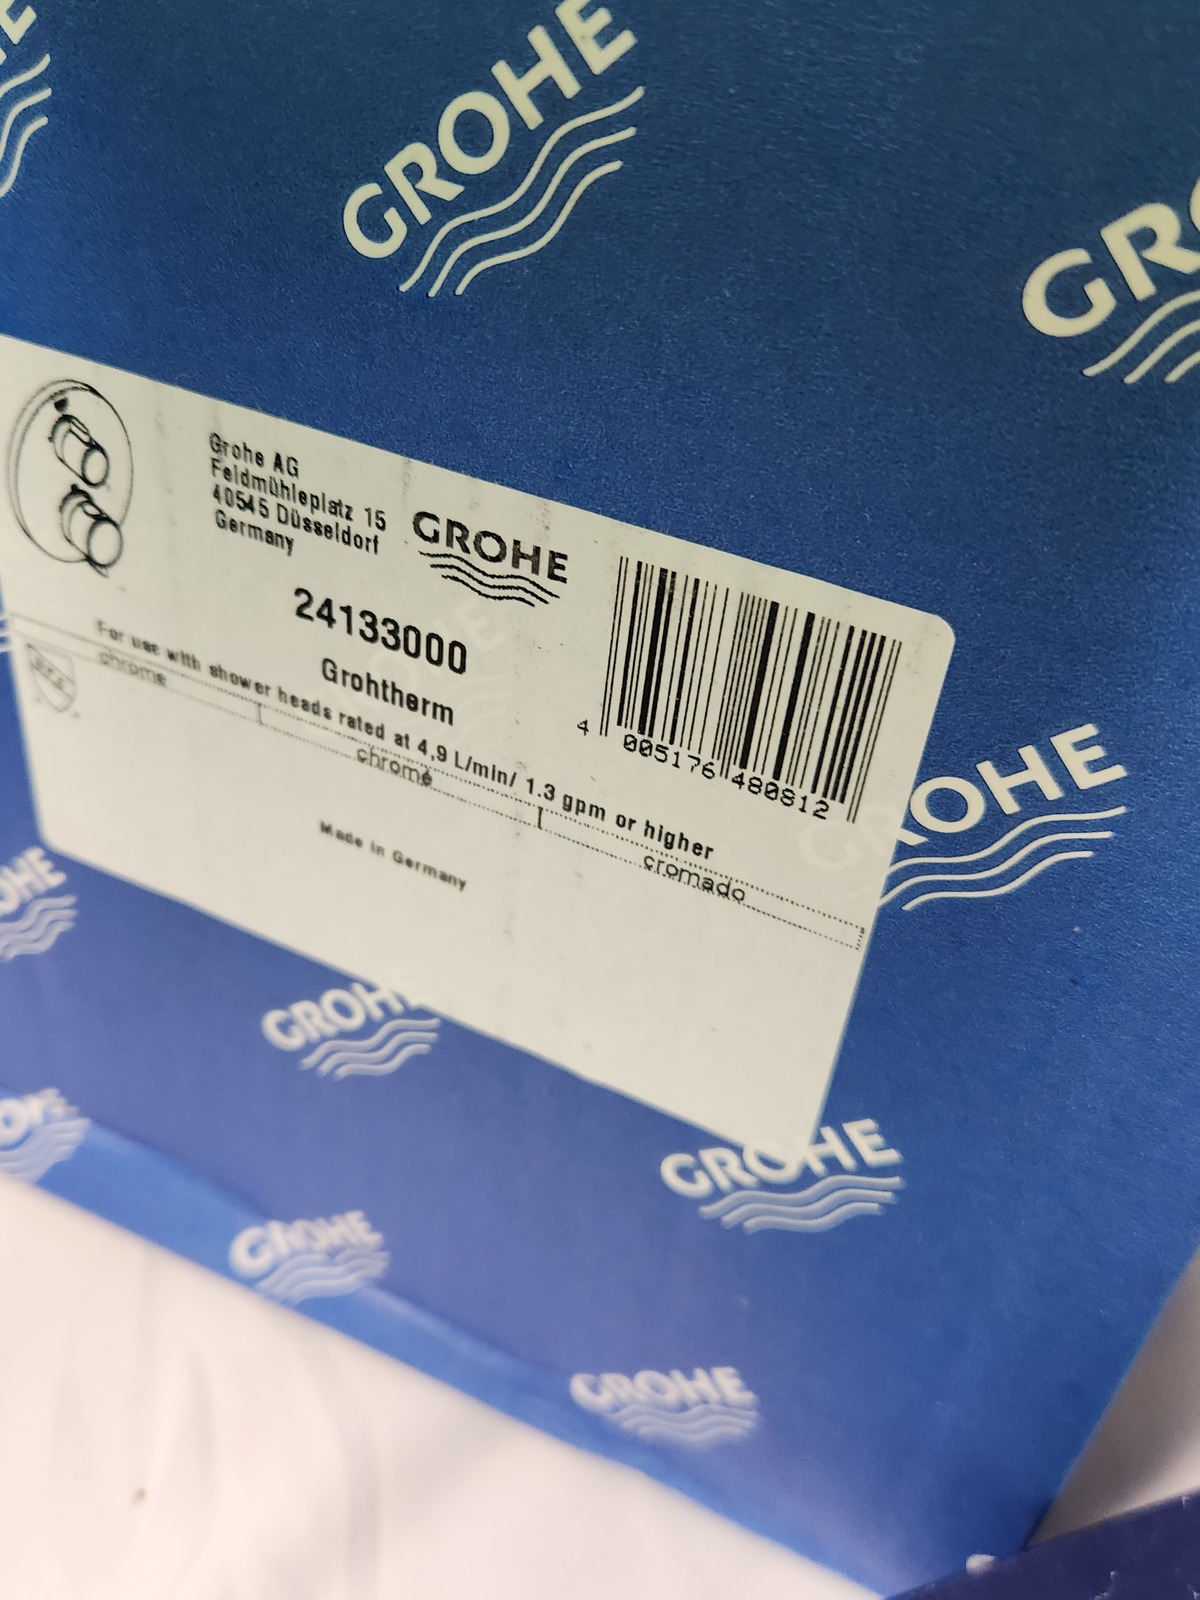 GROHE
GRO
Grohe AG
Feldmühleplatz 15
40545 Düsseldorf
Germany
GROHE
24133000
Grohtherm
For use with shower heads rated at 4,9 L/min/ 1.3 gpm or higher
chrome
chromé
cromado
Made in Germany
4 005176 480812
GROHE
OHE
GROHE
GROHE
GROHE
GROHE